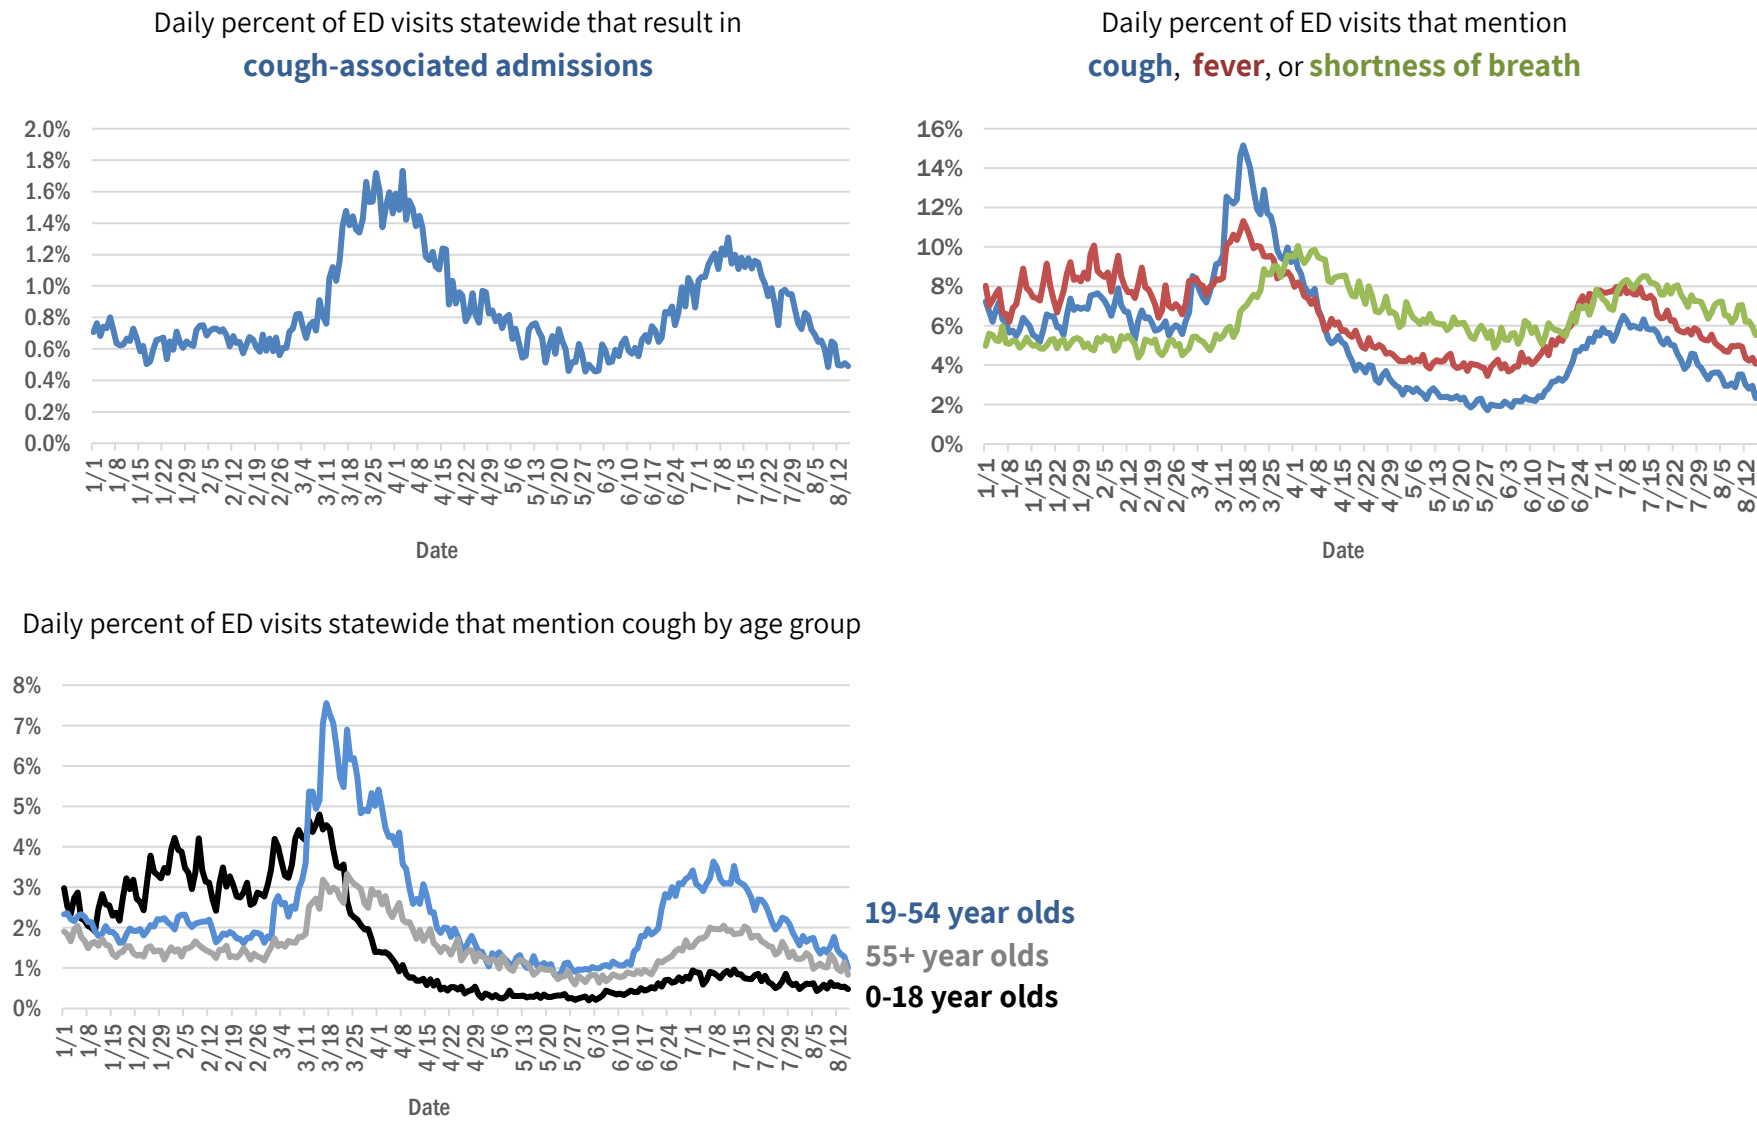 Daily percent of ED visits statewide that result in
cough-associated admissions
2.0%
1.8%
1.6%
1.4%
1.2%
1.0%
0.8%
0.6%
0.4%
0.2%
0.0%
1/1 1/8 1/15 1/22 1/29 2/5 2/12 2/19 2/26 3/4 3/11 3/18 3/25 4/1 4/8 4/15 4/22 4/29 5/6 5/13 5/20 5/27 6/3 6/10 6/17 6/24 7/1 7/8 7/15 7/22 7/29 8/5 8/12
Date
Daily percent of ED visits that mention
cough, fever, or shortness of breath
16%
14%
12%
10%
8%
6%
4%
2%
0%
1/1 1/8 1/15 1/22 1/29 2/5 2/12 2/19 2/26 3/4 3/11 3/18 3/25 4/1 4/8 4/15 4/22 4/29 5/6 5/13 5/20 5/27 6/3 6/10 6/17 6/24 7/1 7/8 7/15 7/22 7/29 8/5 8/12
Date
Daily percent of ED visits statewide that mention cough by age group
8%
7%
6%
5%
4%
3%
2%
1%
0%
1/1 1/8 1/15 1/22 1/29 2/5 2/12 2/19 2/26 3/4 3/11 3/18 3/25 4/1 4/8 4/15 4/22 4/29 5/6 5/13 5/20 5/27 6/3 6/10 6/17 6/24 7/1 7/8 7/15 7/22 7/29 8/5 8/12
Date
19-54 year olds
55+ year olds
0-18 year olds